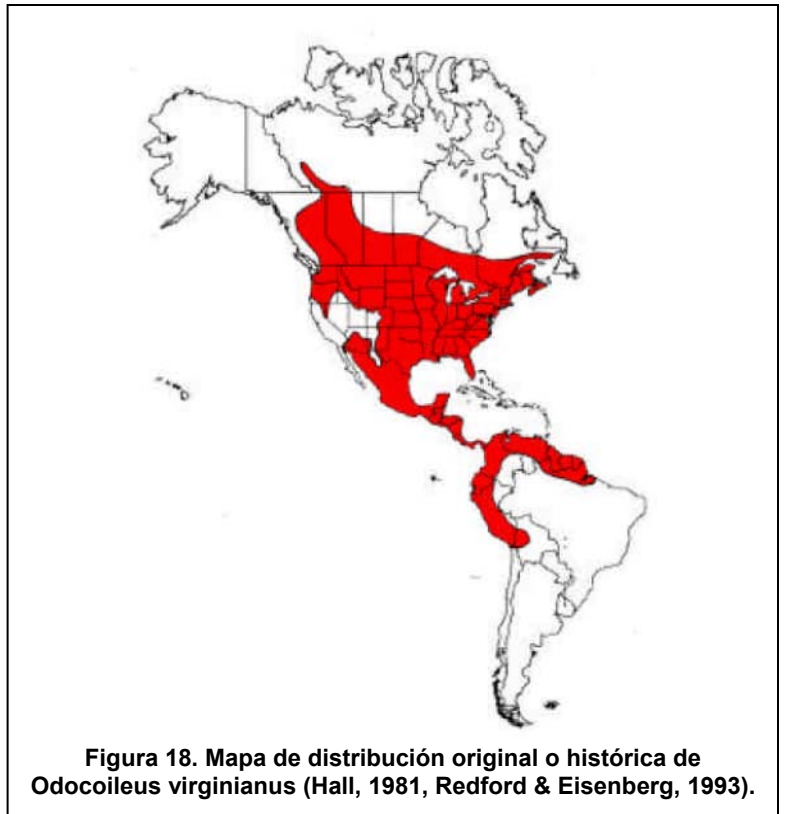 Figura 18. Mapa de distribución original o histórica de
Odocoileus virginianus (Hall, 1981, Redford & Eisenberg, 1993).